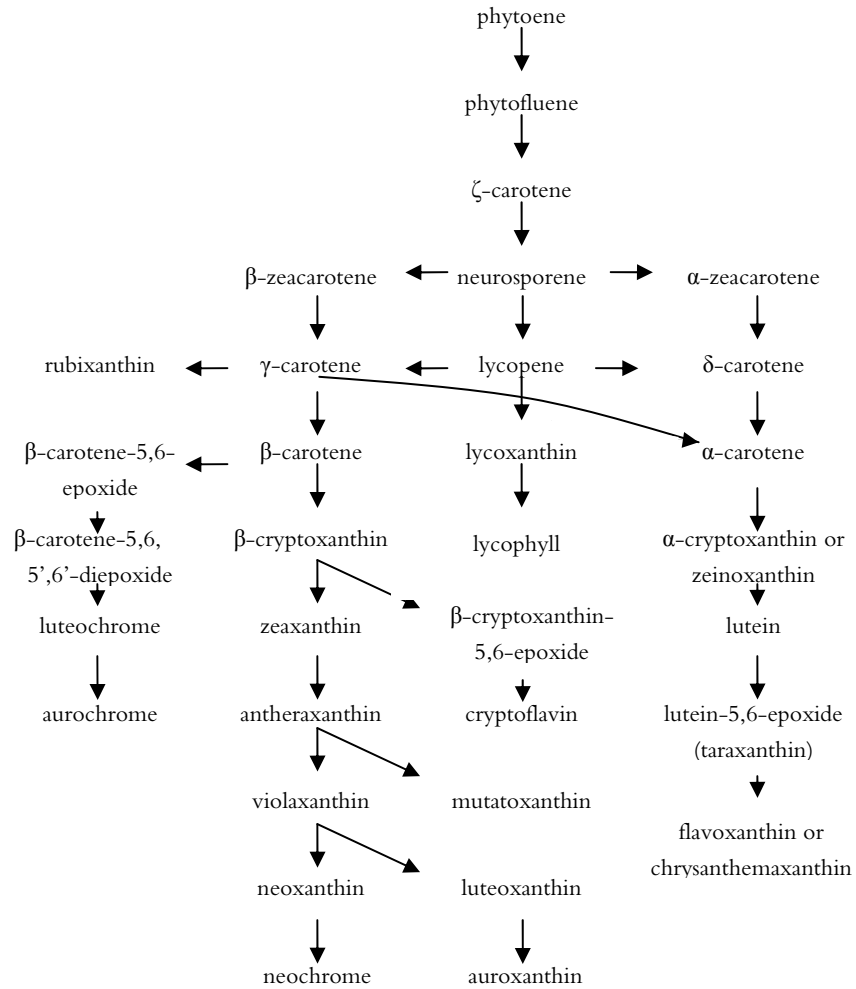 phytoene
phytofluene
ζ-carotene
β-zeacarotene neurosporene α-zeacarotene
rubixanthin γ-carotene lycopene δ-carotene
β-carotene-5,6-
epoxide
β-carotene lycoxanthin α-carotene
β-carotene-5,6,
5’,6’-diepoxide
β-cryptoxanthin lycophyll
α-cryptoxanthin or
zeinoxanthin
luteochrome zeaxanthin
β-cryptoxanthin-
5,6-epoxide
lutein
aurochrome antheraxanthin cryptoflavin
lutein-5,6-epoxide
(taraxanthin)
violaxanthin mutatoxanthin
flavoxanthin or
chrysanthemaxanthin
neoxanthin luteoxanthin
neochrome auroxanthin